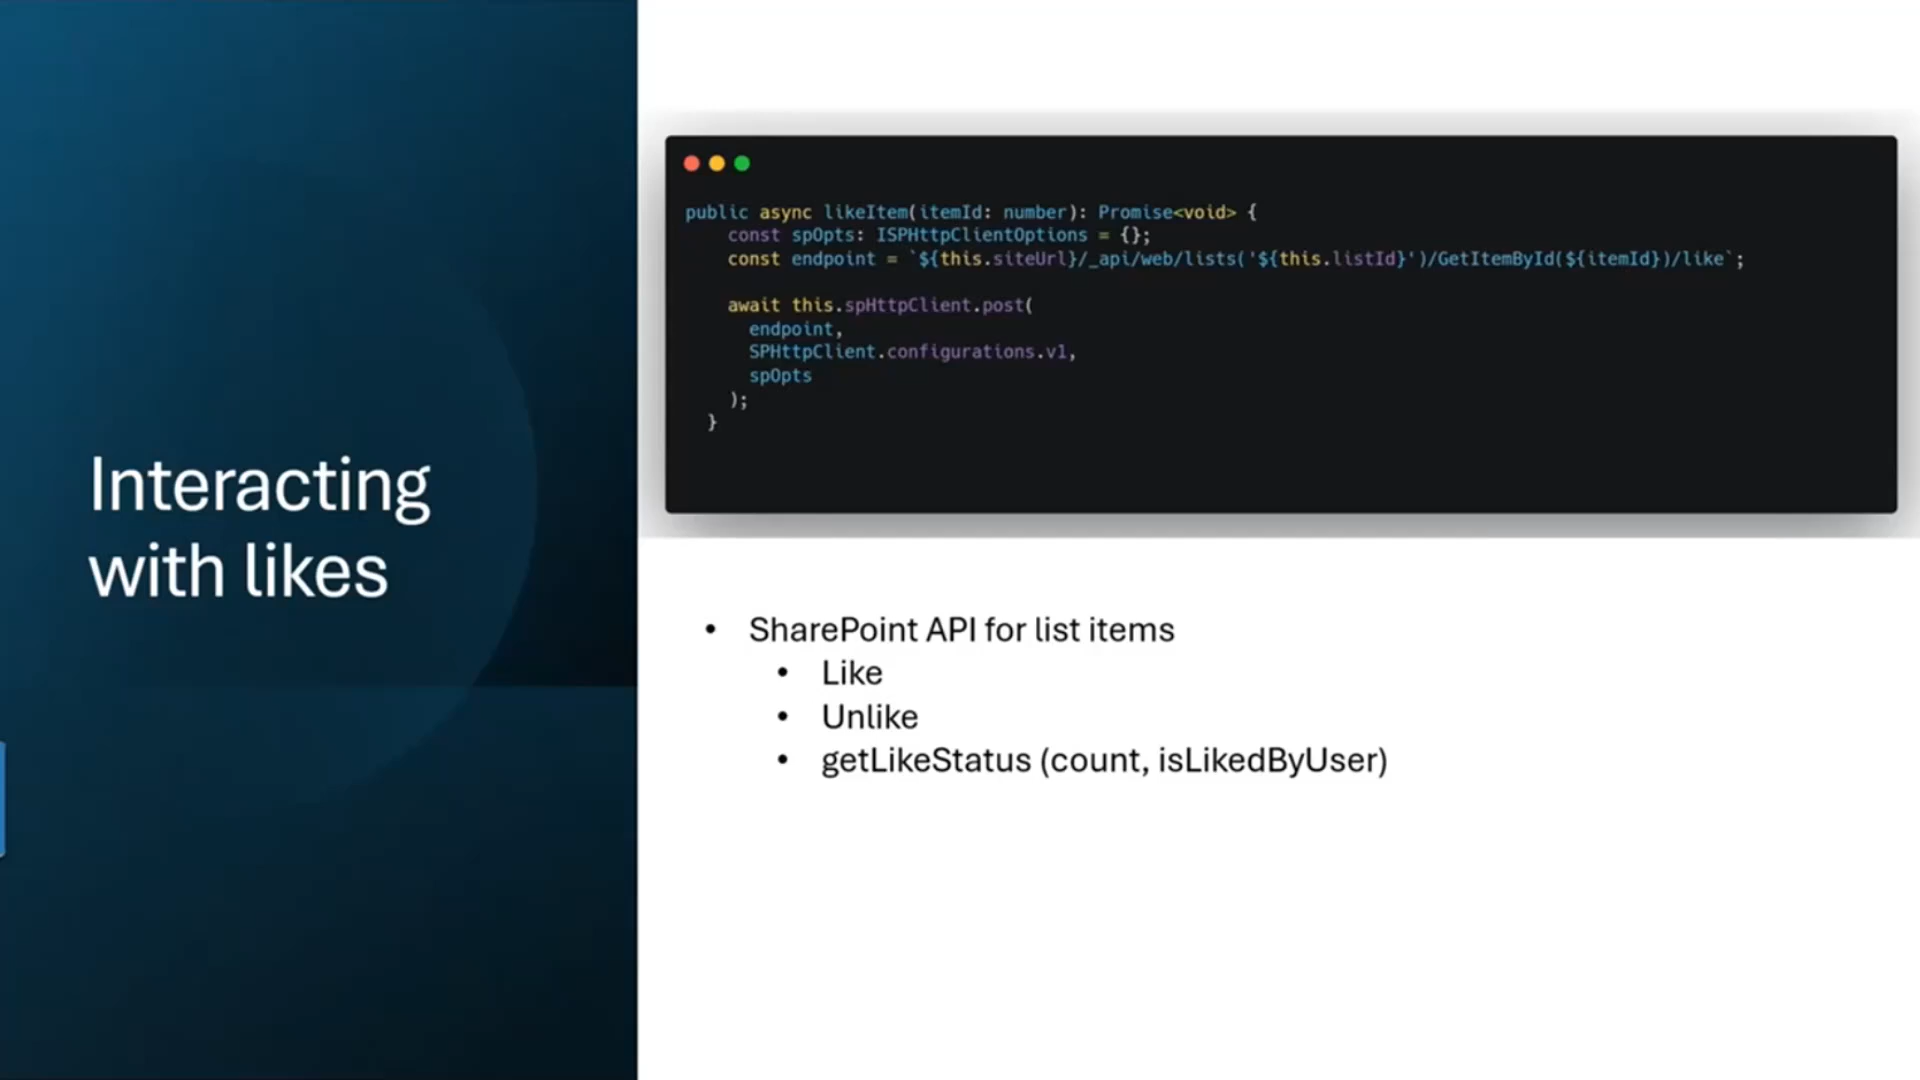 Interacting
with likes
public async likeItem(itemId: number): Promise<void> {
    const spOpts: ISPHttpClientOptions = {};
    const endpoint = `${this.siteUrl}/_api/web/lists('${this.listId}')/GetItemById(${itemId})/like`;
    await this.spHttpClient.post(
      endpoint,
      SPHttpClient.configurations.v1,
      spOpts
    );
  }
• SharePoint API for list items
• Like
• Unlike
• getLikeStatus (count, isLikedByUser)